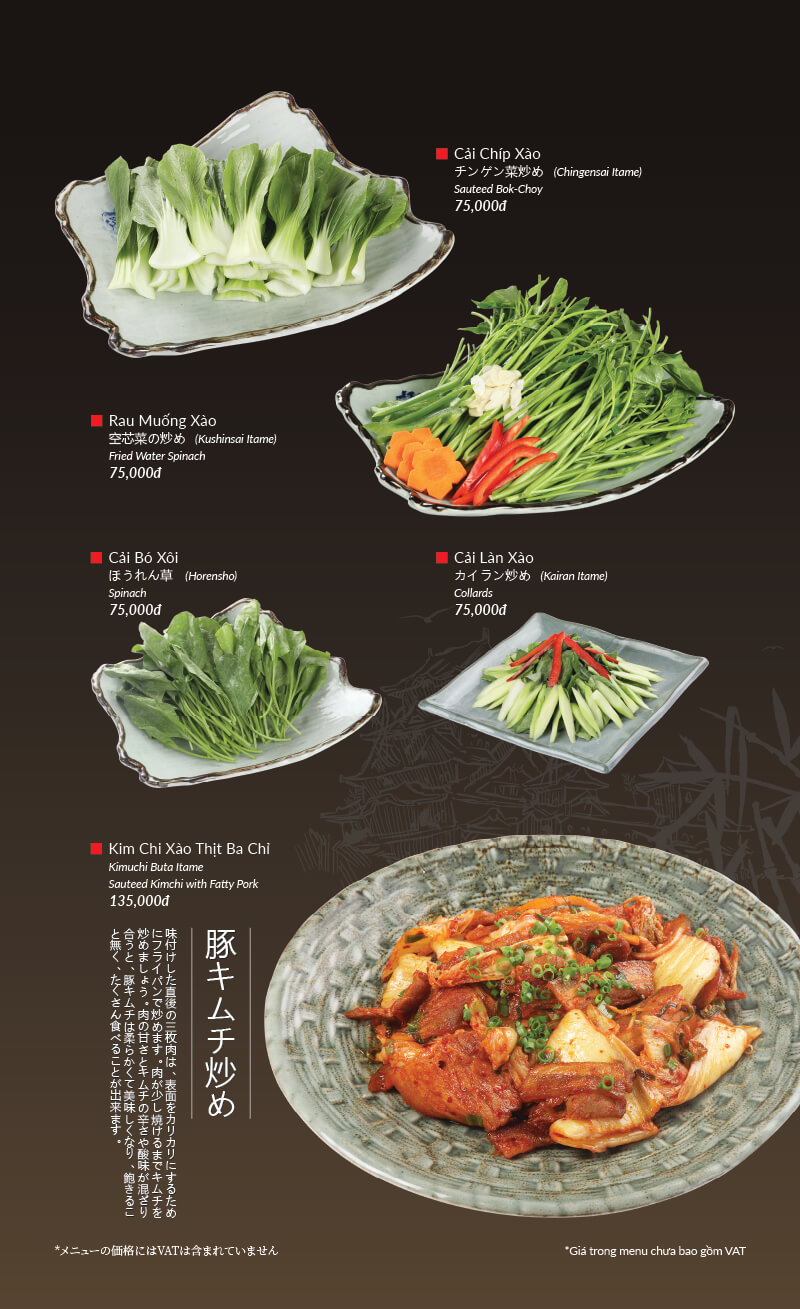 Cải Chíp Xào
チンゲン菜炒め (Chingensai Itame)
Sauteed Bok-Choy
75,000đ
Rau Muống Xào
空芯菜の炒め (Kushinsai Itame)
Fried Water Spinach
75,000đ
Cải Bó Xôi
ほうれん草 (Horensho)
Spinach
75,000đ
Cải Làn Xào
カイラン炒め (Kairan Itame)
Collards
75,000đ
Kim Chi Xào Thịt Ba Chỉ
Kimuchi Buta Itame
Sauteed Kimchi with Fatty Pork
135,000đ
豚キムチ炒め
味付けした直後の三枚肉は、表面をカリカリにするため
にフライパンで炒めます。肉が少し焼けるまでキムチを
炒めましょう。肉の甘さとキムチの辛さや酸味が混ざり
合うと、豚キムチは柔らかくて美味しくなり、飽きるこ
と無く、たくさん食べることが出来ます。
*メニューの価格にはVATは含まれていません
*Giá trong menu chưa bao gồm VAT